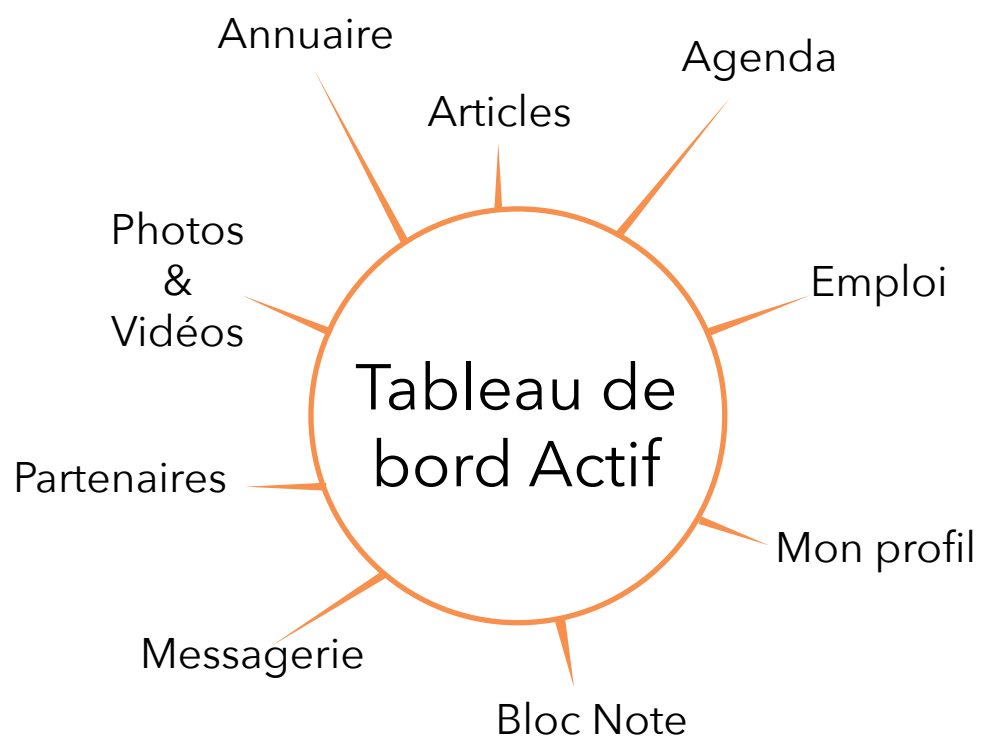 Annuaire
Agenda
Articles
Photos
&
Vidéos
Emploi
Tableau de
bord Actif
Partenaires
Mon profil
Messagerie
Bloc Note